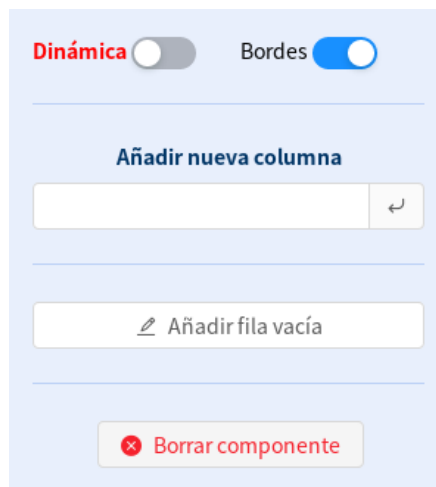 Dinámica Bordes
Añadir nueva columna
Añadir fila vacía
Borrar componente